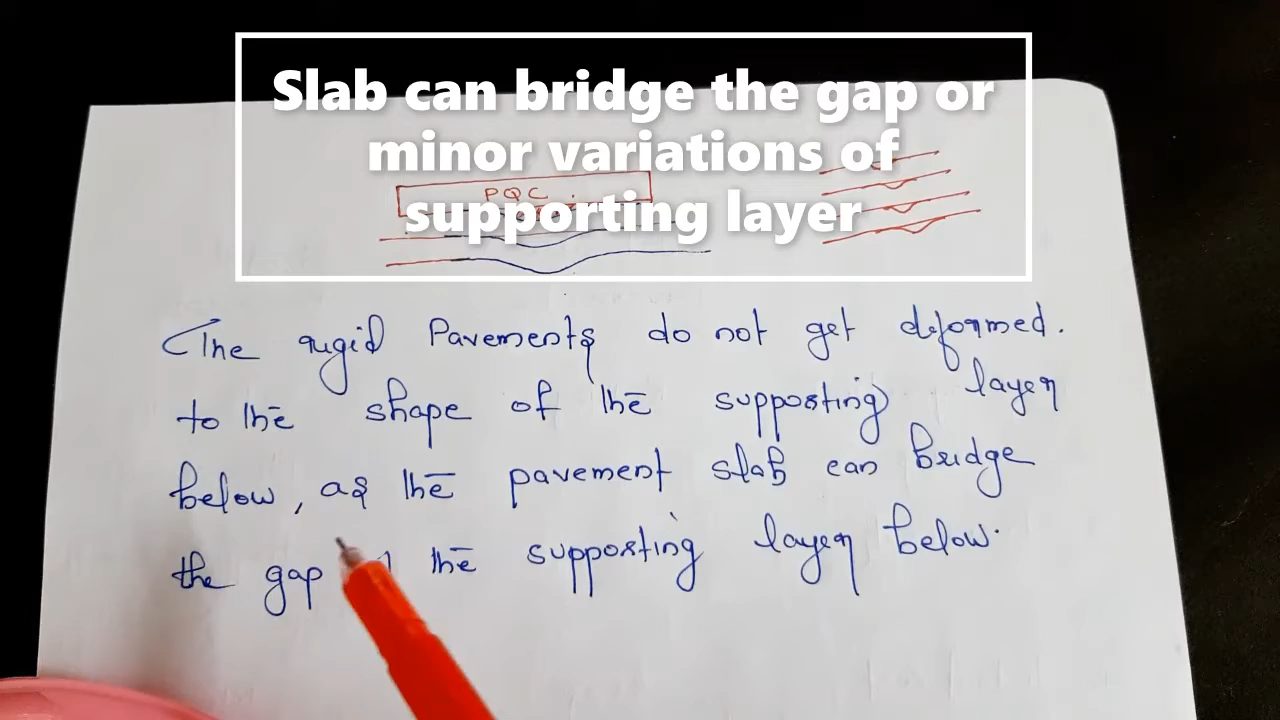 Slab can bridge the gap or
minor variations of
supporting layer
PQC
The rigid Pavements do not get deformed.
to the shape of the supporting layer
below, as the pavement slab can bridge
the gap the supporting layer below.